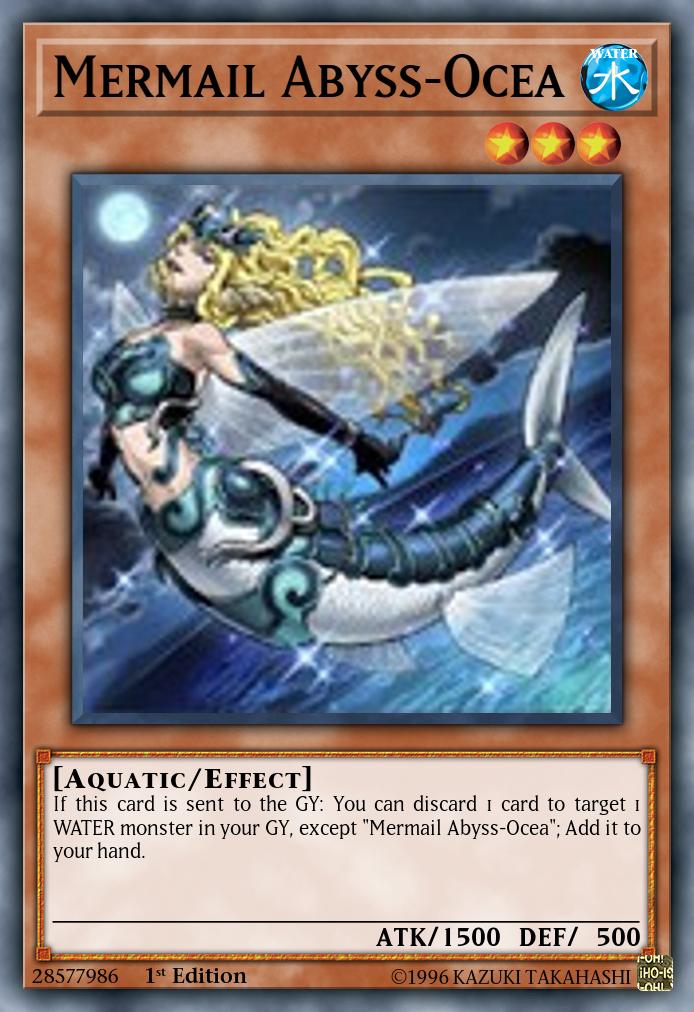 MERMAIL ABYSS-OCEA
WATER
水
[AQUATIC/EFFECT]
If this card is sent to the GY: You can discard 1 card to target 1
WATER monster in your GY, except "Mermail Abyss-Ocea"; Add it to
your hand.
ATK/1500 DEF/ 500
28577986 1st Edition ©1996 KAZUKI TAKAHASHI